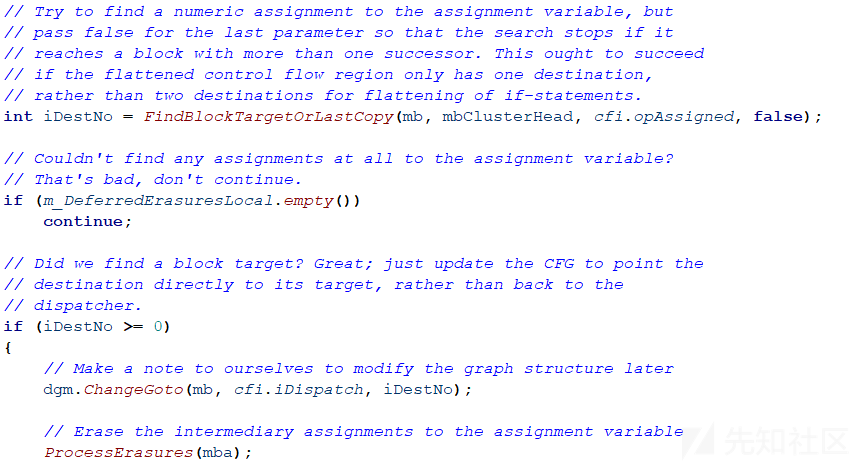 // Try to find a numeric assignment to the assignment variable, but
// pass false for the last parameter so that the search stops if it
// reaches a block with more than one successor. This ought to succeed
// if the flattened control flow region only has one destination,
// rather than two destinations for flattening of if-statements.
int iDestNo = FindBlockTargetOrLastCopy(mb, mbClusterHead, cfi.opAssigned, false);
// Couldn't find any assignments at all to the assignment variable?
// That's bad, don't continue.
if (m_DeferredErasuresLocal.empty())
    continue;
// Did we find a block target? Great; just update the CFG to point the
// destination directly to its target, rather than back to the
// dispatcher.
if (iDestNo >= 0)
{
    // Make a note to ourselves to modify the graph structure later
    dgm.ChangeGoto(mb, cfi.iDispatch, iDestNo);
    // Erase the intermediary assignments to the assignment variable
    ProcessErasures(mba);
先知社区